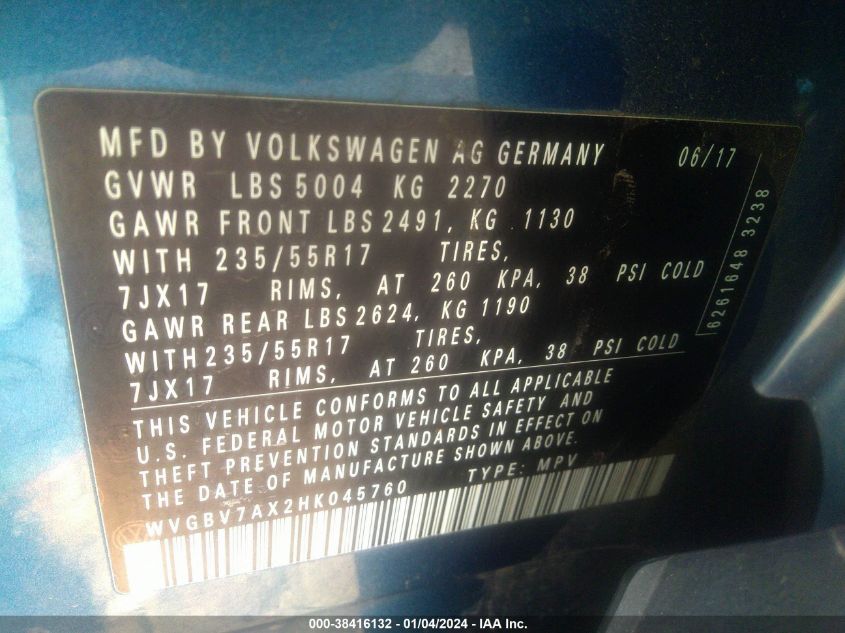 MFD BY VOLKSWAGEN AG GERMANY 06/17
GVWR LBS 5004 KG 2270
GAWR FRONT LBS 2491, KG 1130
WITH 235/55R17 TIRES,
7JX17 RIMS, AT 260 KPA, 38 PSI COLD
GAWR REAR LBS 2624, KG 1190
WITH 235/55R17 TIRES,
7JX17 RIMS, AT 260 KPA, 38 PSI COLD
THIS VEHICLE CONFORMS TO ALL APPLICABLE
U.S. FEDERAL MOTOR VEHICLE SAFETY AND
THEFT PREVENTION STANDARDS IN EFFECT ON
THE DATE OF MANUFACTURE SHOWN ABOVE.
WVGBV7AX2HK045760 TYPE: MPV
6261648 3238
000-38416132 - 01/04/2024 - IAA Inc.